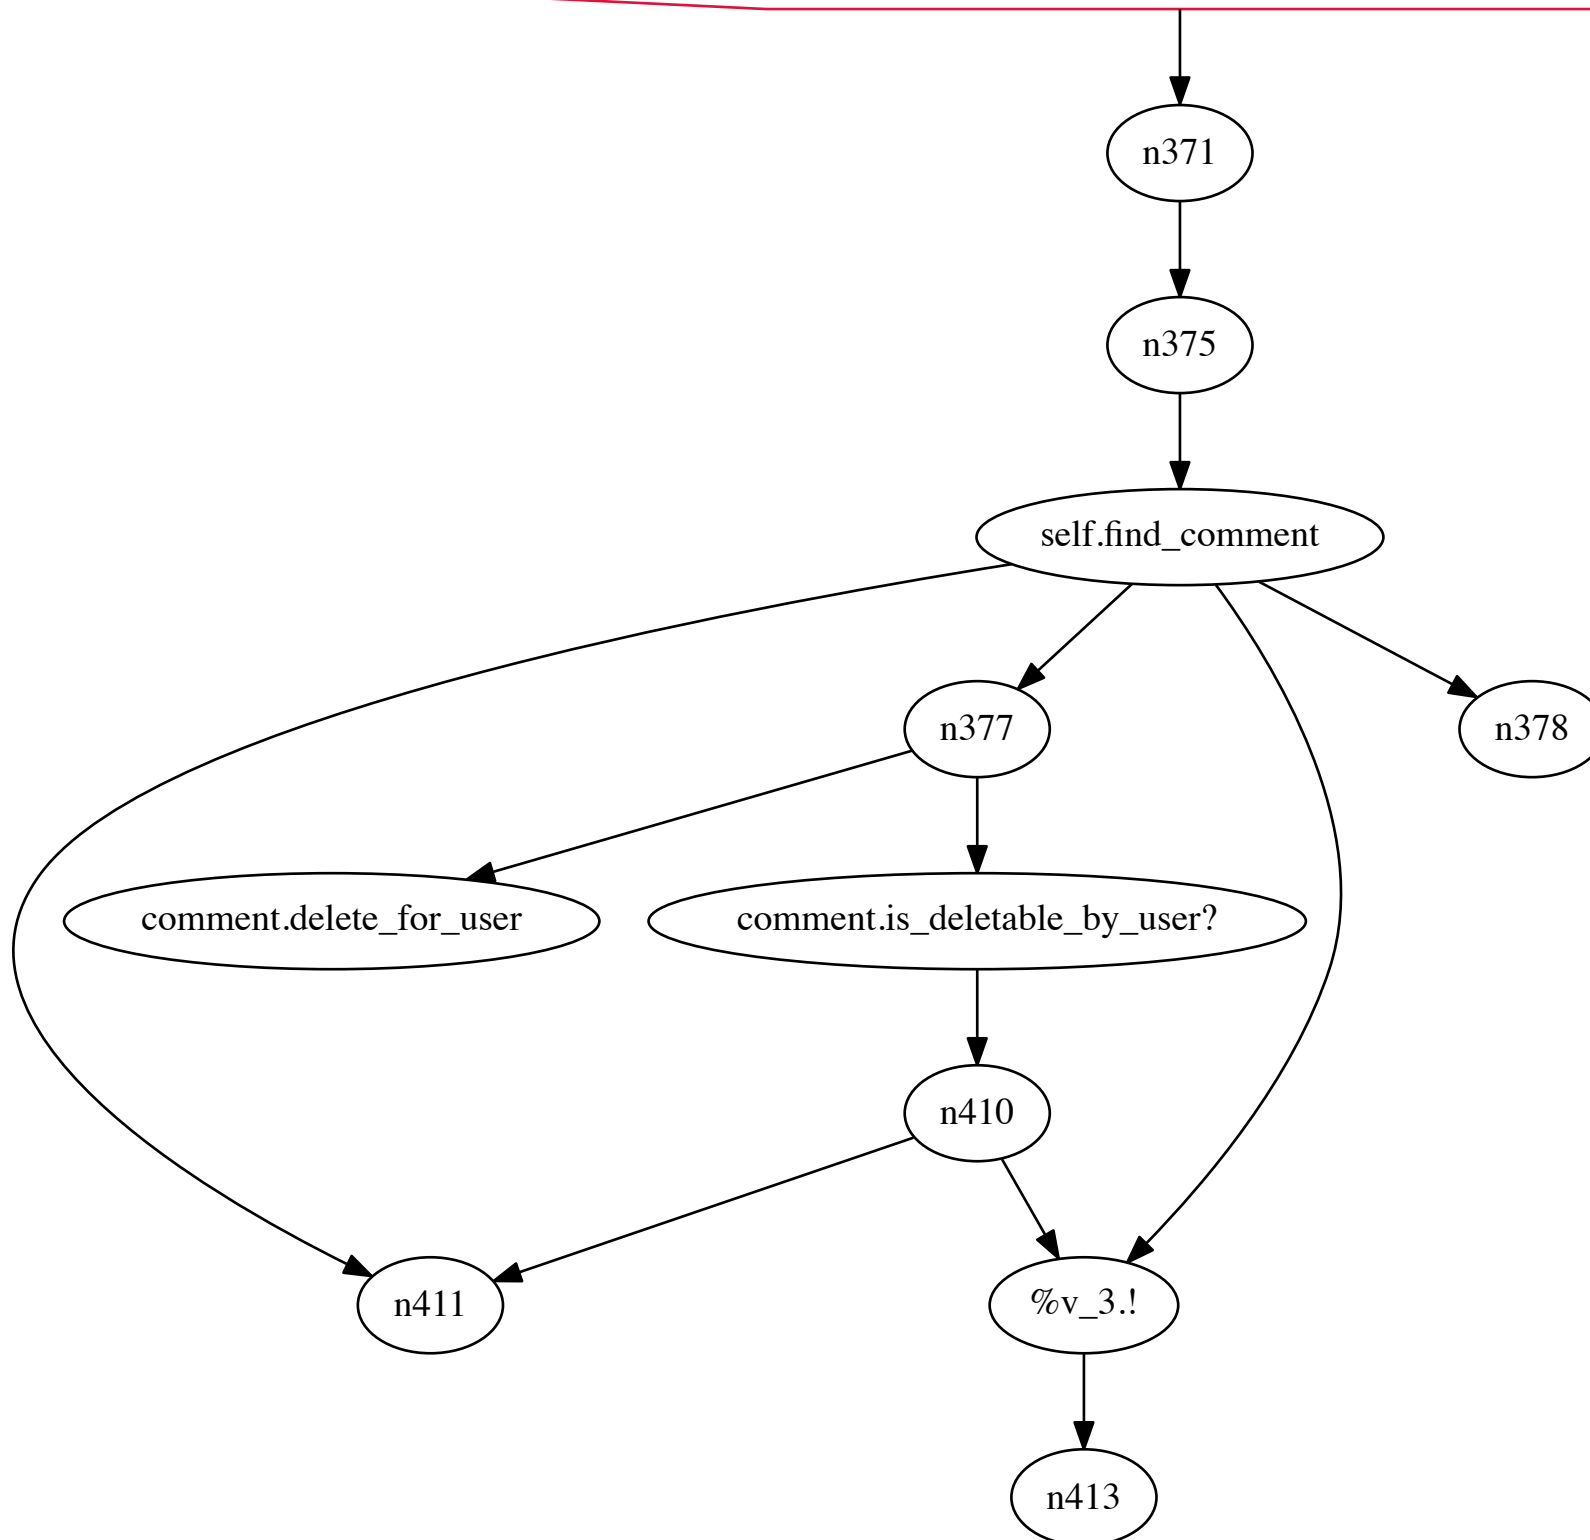 n371
n375
self.find_comment
n377
n378
comment.delete_for_user
comment.is_deletable_by_user?
n410
n411
%v_3.!
n413